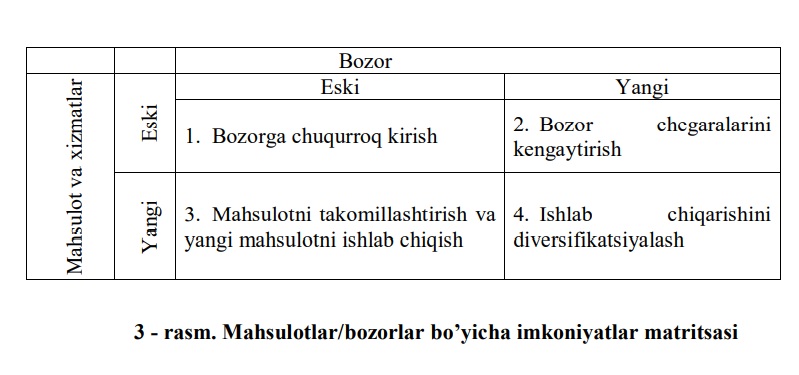 Bozor
Eski
Yangi
Mahsulot va xizmatlar
Eski
1. Bozorga chuqurroq kirish
2. Bozor chcgaralarini
kengaytirish
Yangi
3. Mahsulotni takomillashtirish va
yangi mahsulotni ishlab chiqish
4. Ishlab chiqarishini
diversifikatsiyalash
3 - rasm. Mahsulotlar/bozorlar bo’yicha imkoniyatlar matritsasi